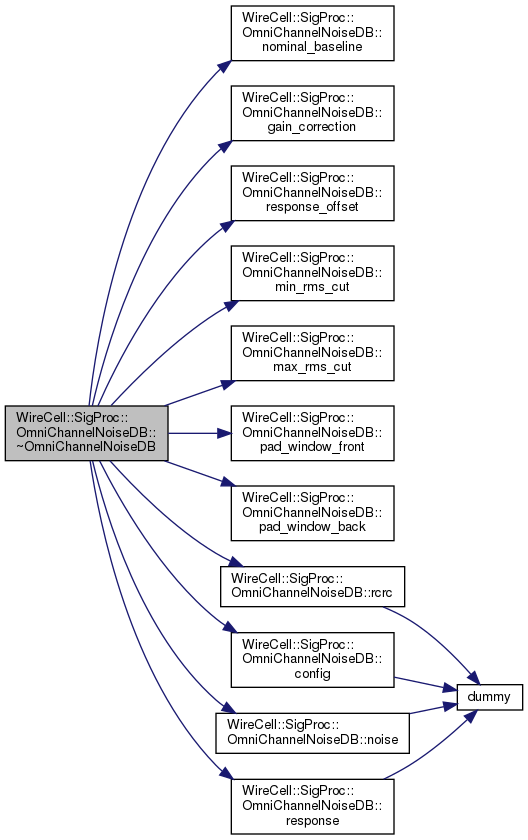 WireCell::SigProc::
OmniChannelNoiseDB::
nominal_baseline
WireCell::SigProc::
OmniChannelNoiseDB::
gain_correction
WireCell::SigProc::
OmniChannelNoiseDB::
response_offset
WireCell::SigProc::
OmniChannelNoiseDB::
min_rms_cut
WireCell::SigProc::
OmniChannelNoiseDB::
max_rms_cut
WireCell::SigProc::
OmniChannelNoiseDB::
~OmniChannelNoiseDB
WireCell::SigProc::
OmniChannelNoiseDB::
pad_window_front
WireCell::SigProc::
OmniChannelNoiseDB::
pad_window_back
WireCell::SigProc::
OmniChannelNoiseDB::rcrc
WireCell::SigProc::
OmniChannelNoiseDB::
config
dummy
WireCell::SigProc::
OmniChannelNoiseDB::noise
WireCell::SigProc::
OmniChannelNoiseDB::
response